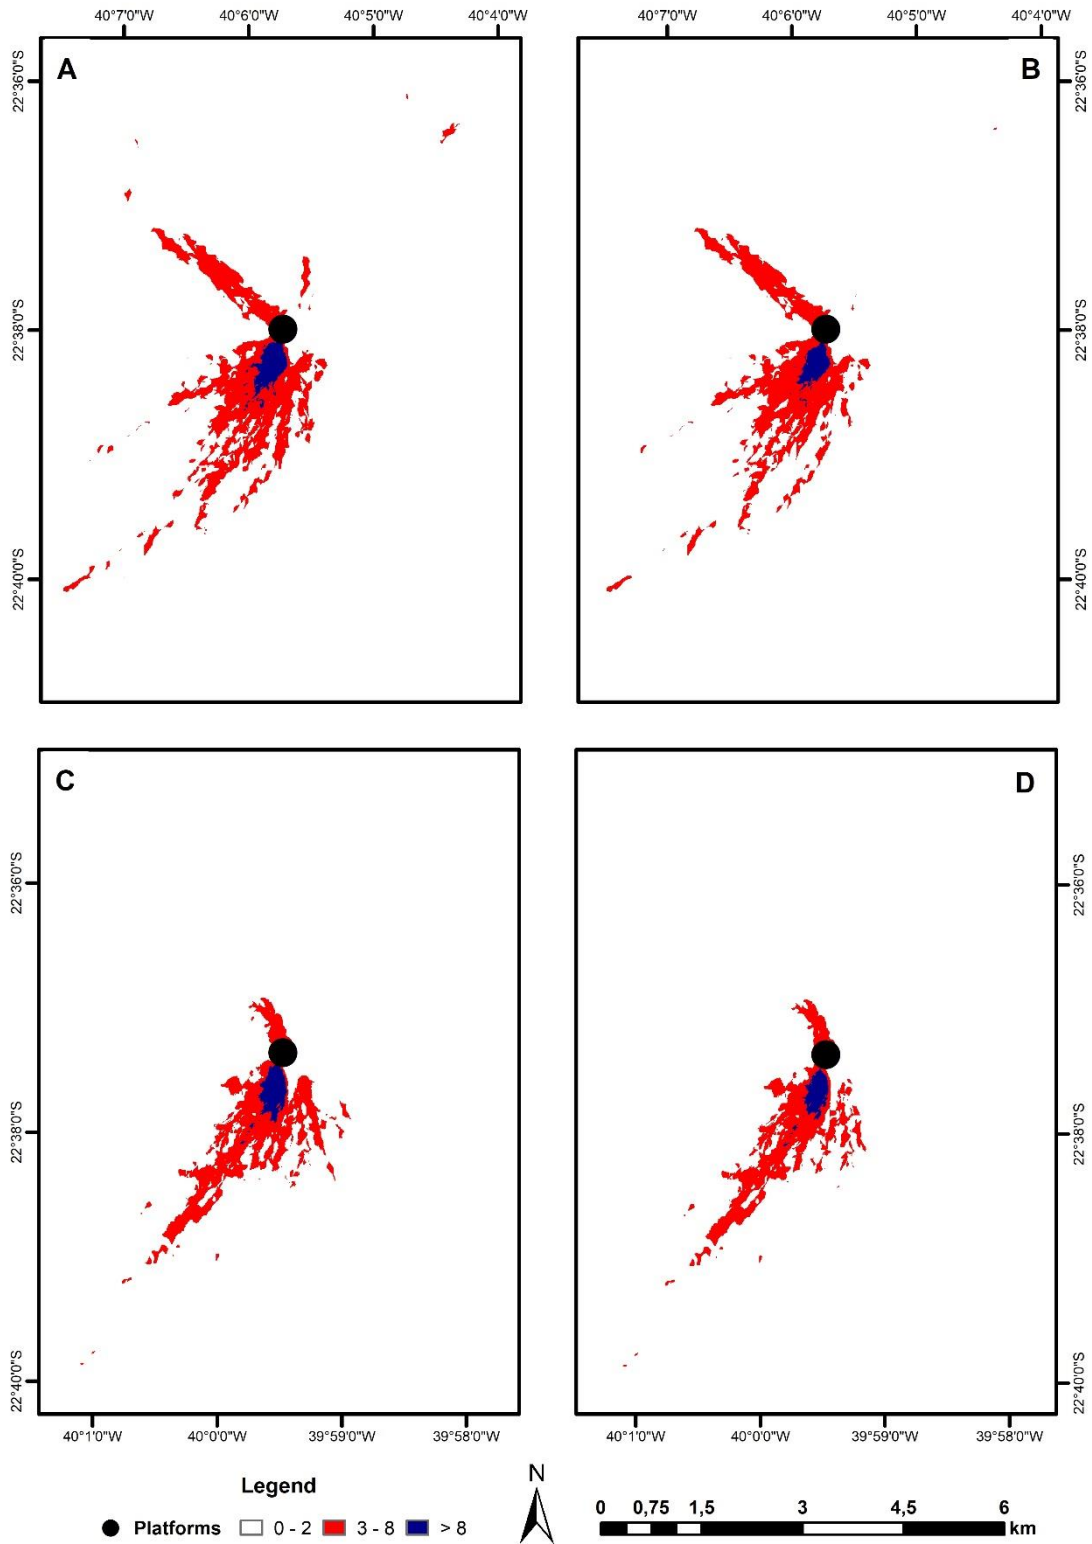 40°7'0"W 40°6'0"W 40°5'0"W 40°4'0"W 40°7'0"W 40°6'0"W 40°5'0"W 40°4'0"W
A B
22°36'0"S 22°36'0"S
22°38'0"S 22°38'0"S
22°40'0"S 22°40'0"S
C D
22°36'0"S 22°36'0"S
22°38'0"S 22°38'0"S
22°40'0"S 22°40'0"S
40°1'0"W 40°0'0"W 39°59'0"W 39°58'0"W 40°1'0"W 40°0'0"W 39°59'0"W 39°58'0"W
Legend
Platforms 0 - 2 3 - 8 > 8
N
0 0,75 1,5 3 4,5 6
km